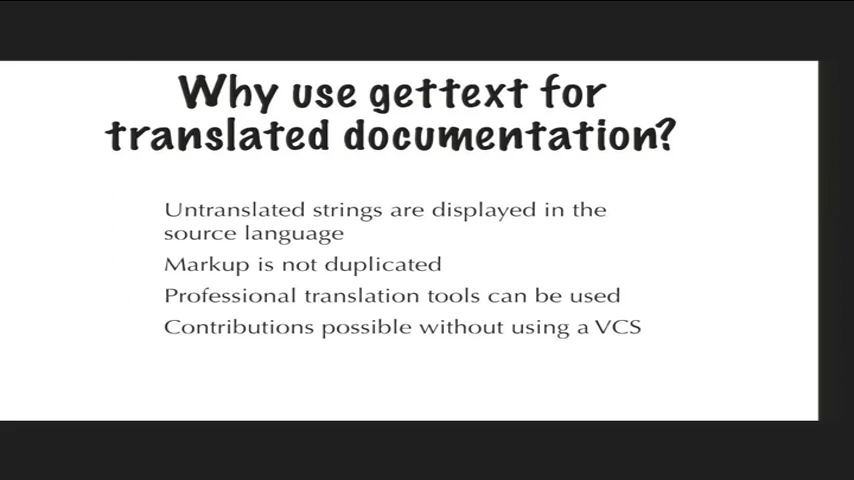 Why use gettext for
translated documentation?
Untranslated strings are displayed in the
source language
Markup is not duplicated
Professional translation tools can be used
Contributions possible without using a VCS